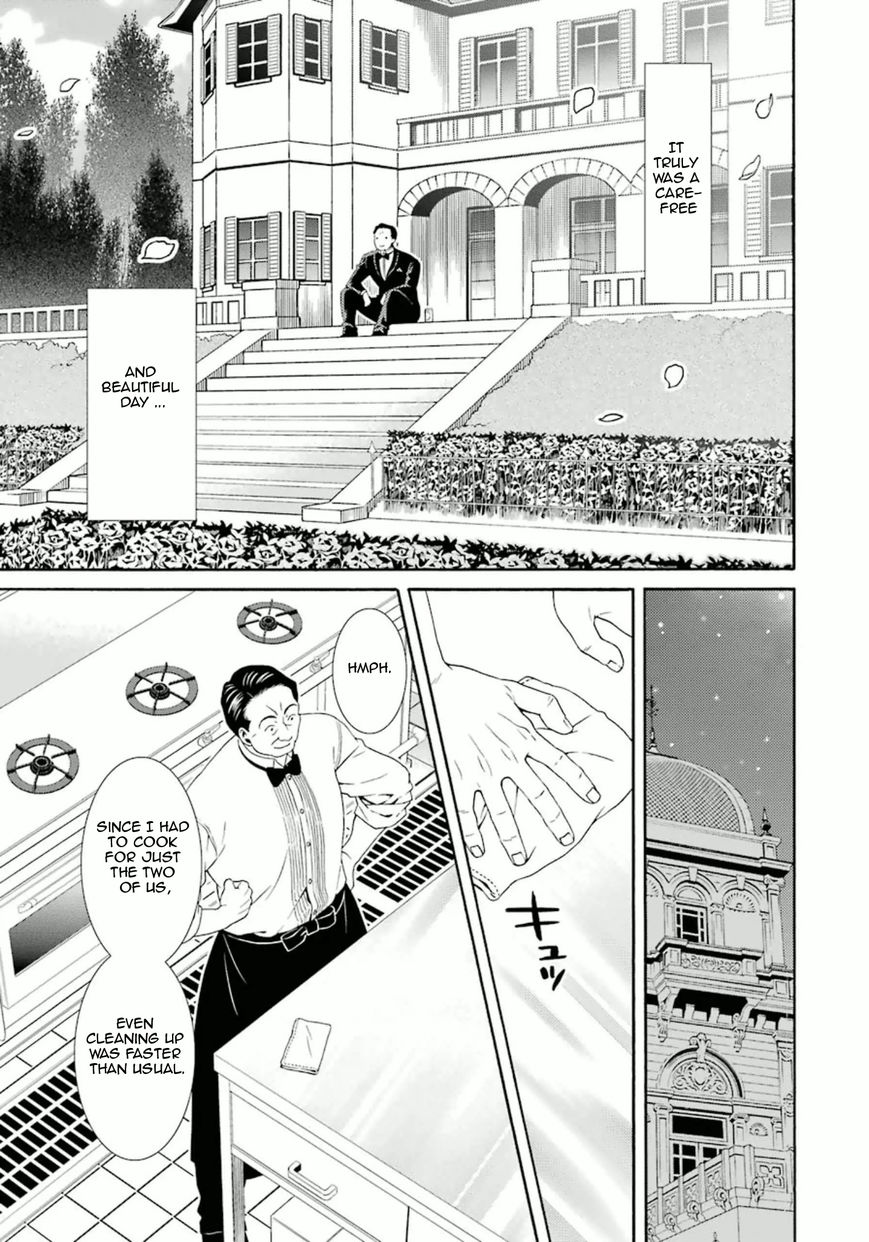 IT
TRULY
WAS A
CARE-
FREE
AND
BEAUTIFUL
DAY ...
キュッ
HMPH.
SINCE I HAD
TO COOK
FOR JUST
THE TWO
OF US,
EVEN
CLEANING UP
WAS FASTER
THAN USUAL.